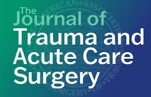 The Journal of
Trauma and
Acute Care
Surgery